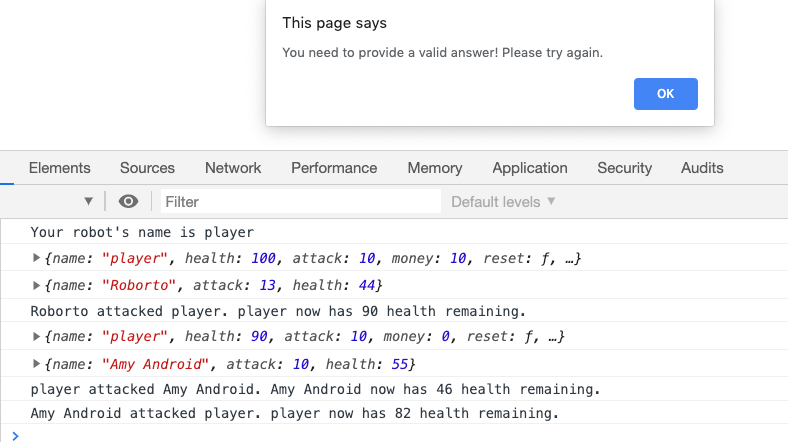 This page says
You need to provide a valid answer! Please try again.
OK
Elements Sources Network Performance Memory Application Security Audits
Filter Default levels ▼
Your robot's name is player
{name: "player", health: 100, attack: 10, money: 10, reset: ƒ, …}
{name: "Roborto", attack: 13, health: 44}
Roborto attacked player. player now has 90 health remaining.
{name: "player", health: 90, attack: 10, money: 0, reset: ƒ, …}
{name: "Amy Android", attack: 10, health: 55}
player attacked Amy Android. Amy Android now has 46 health remaining.
Amy Android attacked player. player now has 82 health remaining.